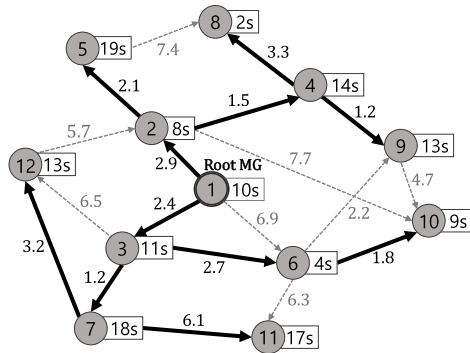 8 2s
5 19s
7.4
3.3
4 14s
2.1
1.5
1.2
2 8s
5.7
9 13s
7.7
12 13s
2.9
Root MG
1 10s
4.7
6.5
2.4
6.9
2.2
10 9s
3 11s
2.7
6 4s
1.8
3.2
1.2
6.3
7 18s
6.1
11 17s